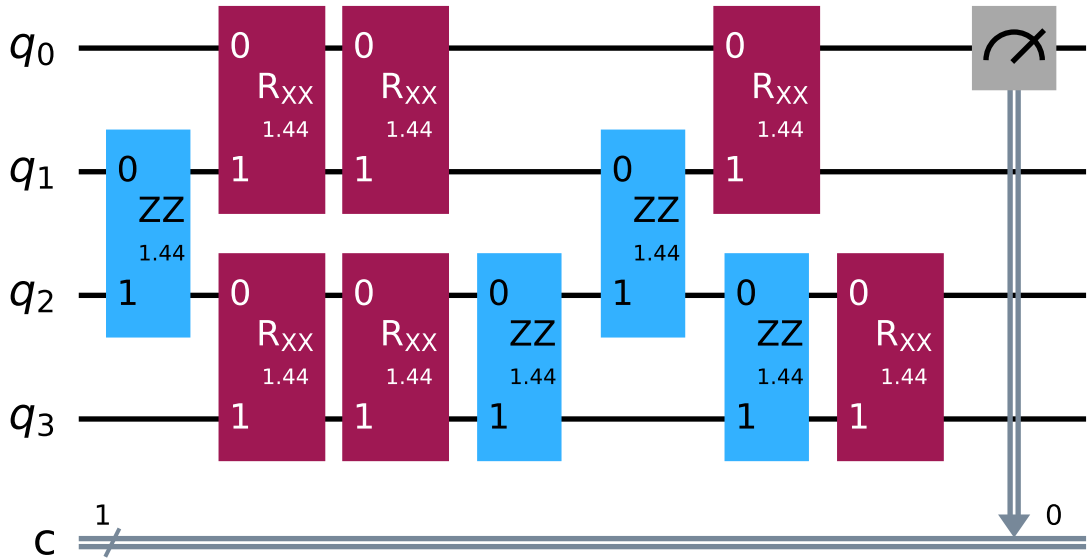 q0 0 0 0
RXX RXX RXX
1.44 1.44 1.44
q1 0 1 1 0 1
ZZ ZZ
1.44 1.44
q2 1 0 0 0 1 0 0
RXX RXX ZZ ZZ RXX
1.44 1.44 1.44 1.44 1.44
q3 1 1 1 1 1
1 0
c